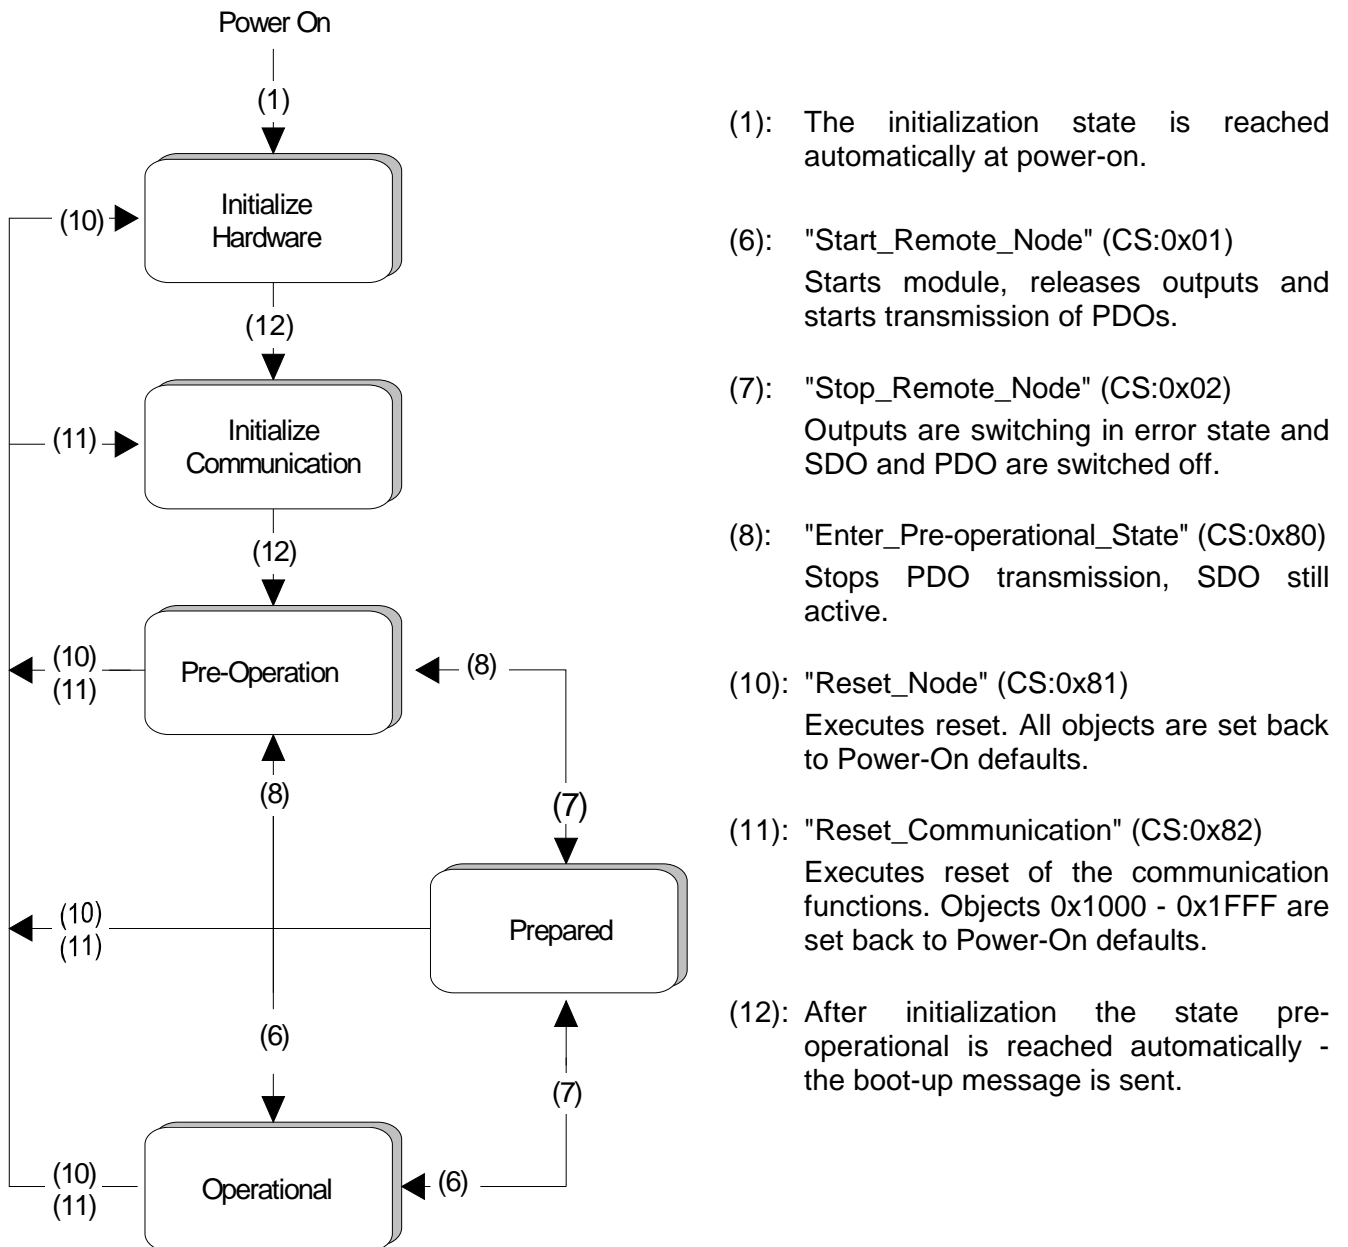 Power On
(1)
Initialize
Hardware
(10)
(12)
Initialize
Communication
(11)
(12)
Pre-Operation
(10)
(11)
(8)
(8)
(7)
Prepared
(10)
(11)
(6)
(7)
Operational
(10)
(11)
(6)
(1): The initialization state is reached
automatically at power-on.
(6): "Start_Remote_Node" (CS:0x01)
Starts module, releases outputs and
starts transmission of PDOs.
(7): "Stop_Remote_Node" (CS:0x02)
Outputs are switching in error state and
SDO and PDO are switched off.
(8): "Enter_Pre-operational_State" (CS:0x80)
Stops PDO transmission, SDO still
active.
(10): "Reset_Node" (CS:0x81)
Executes reset. All objects are set back
to Power-On defaults.
(11): "Reset_Communication" (CS:0x82)
Executes reset of the communication
functions. Objects 0x1000 - 0x1FFF are
set back to Power-On defaults.
(12): After initialization the state pre-
operational is reached automatically -
the boot-up message is sent.